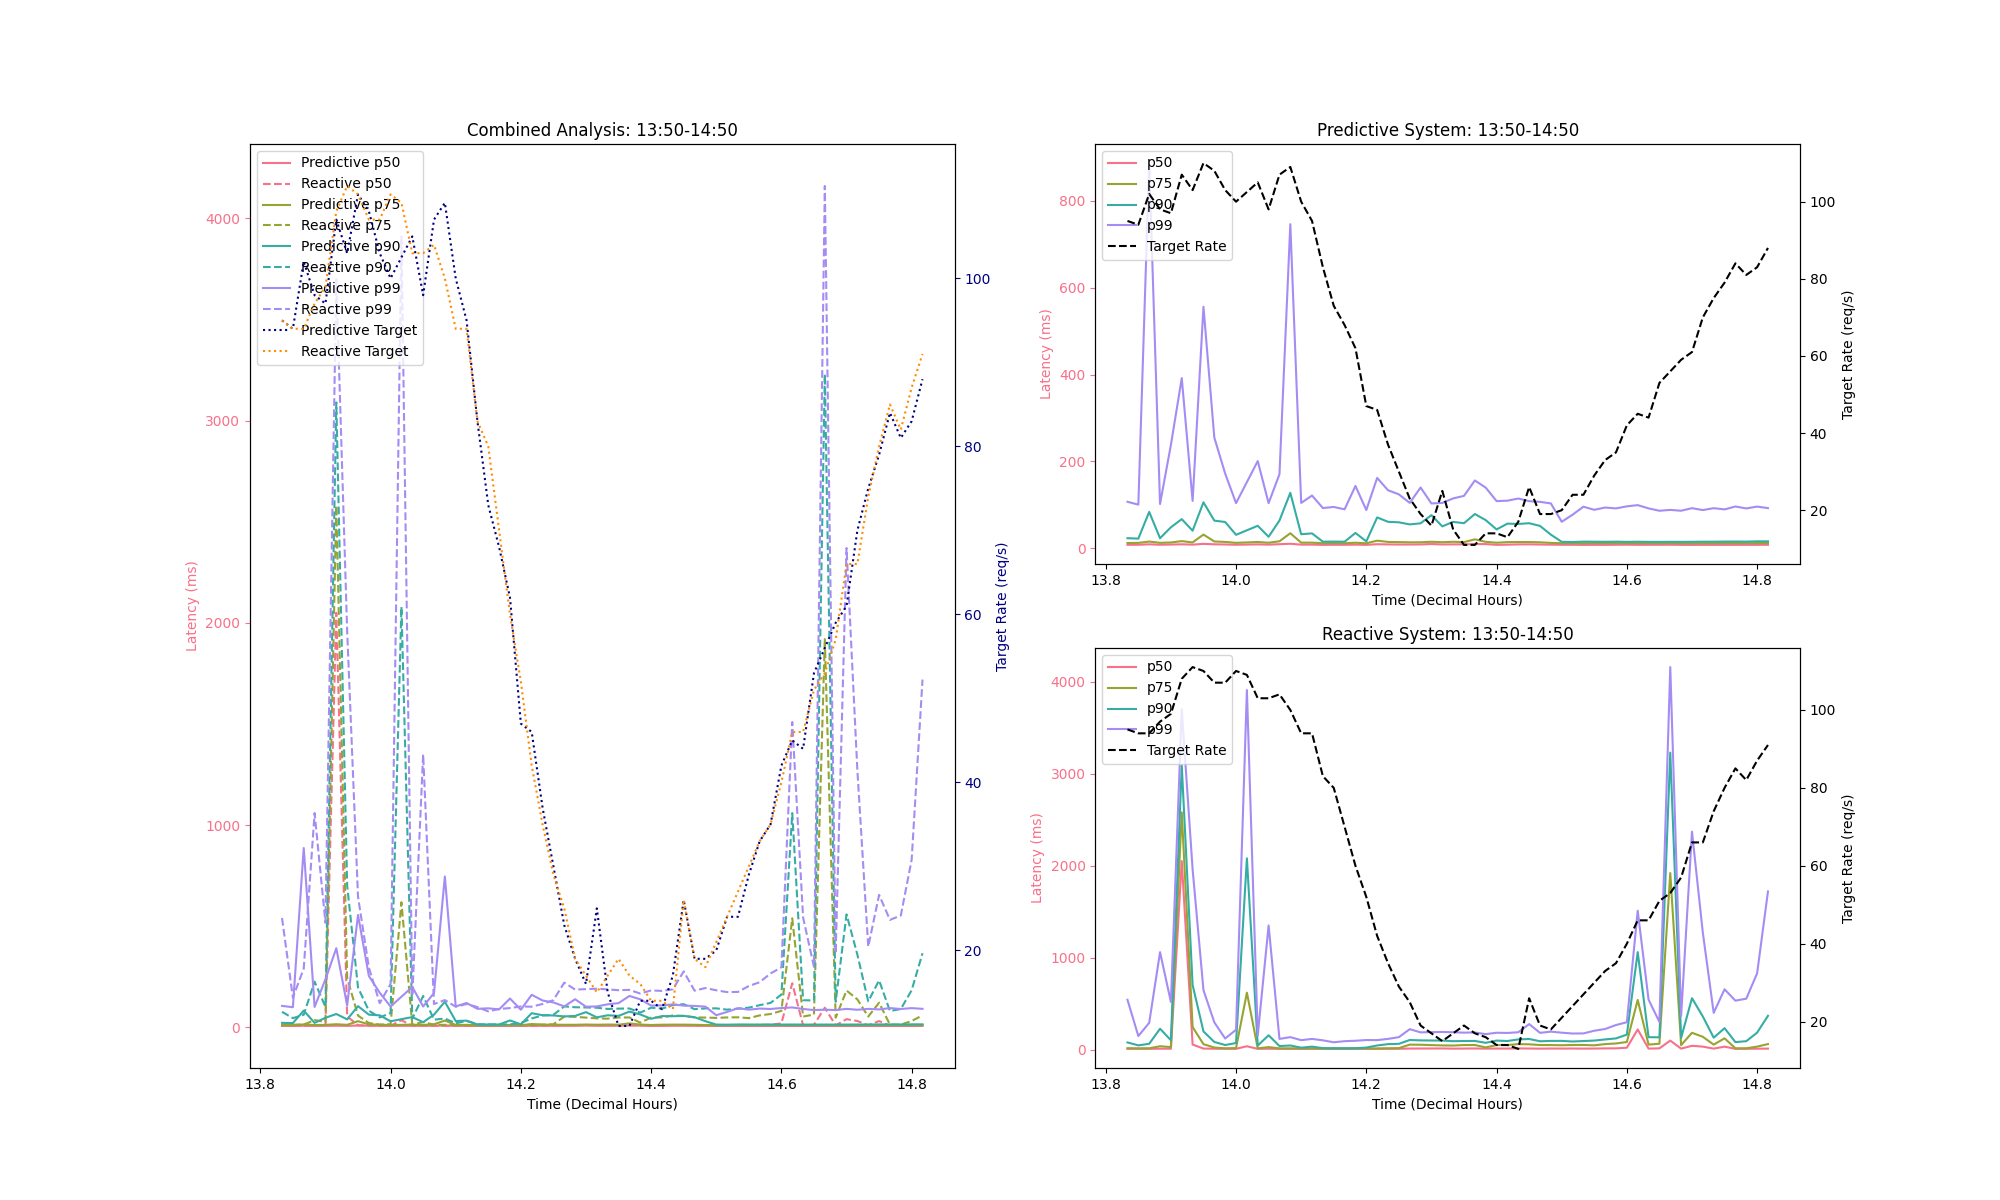 Combined Analysis: 13:50-14:50
Predictive p50
Reactive p50
Predictive p75
Reactive p75
Predictive p90
Reactive p90
Predictive p99
Reactive p99
Predictive Target
Reactive Target
Latency (ms)
4000
3000
2000
1000
0
Target Rate (req/s)
100
80
60
40
20
13.8 14.0 14.2 14.4 14.6 14.8
Time (Decimal Hours)
Predictive System: 13:50-14:50
p50
p75
p90
p99
Target Rate
Latency (ms)
800
600
400
200
0
Target Rate (req/s)
100
80
60
40
20
13.8 14.0 14.2 14.4 14.6 14.8
Time (Decimal Hours)
Reactive System: 13:50-14:50
p50
p75
p90
p99
Target Rate
Latency (ms)
4000
3000
2000
1000
0
Target Rate (req/s)
100
80
60
40
20
13.8 14.0 14.2 14.4 14.6 14.8
Time (Decimal Hours)